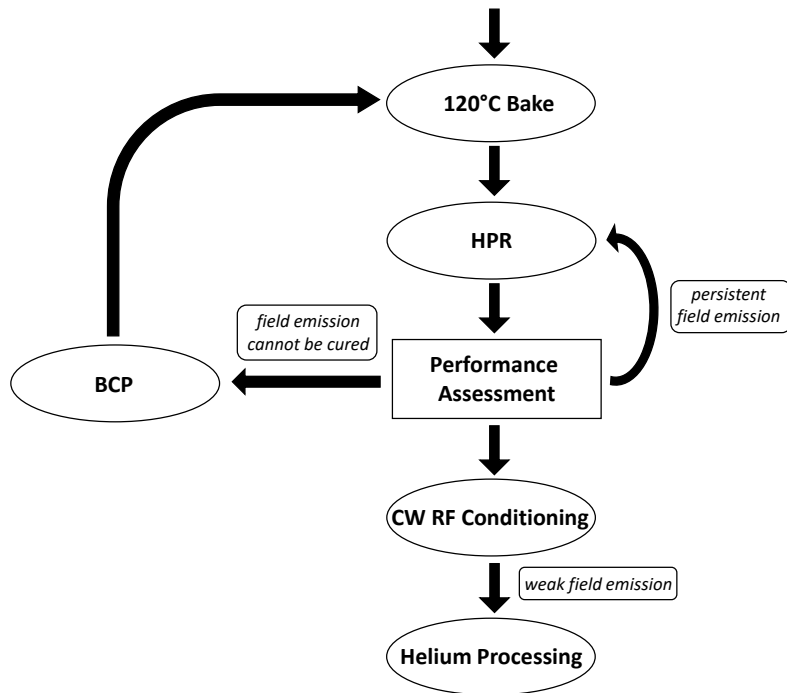 120°C Bake
HPR
persistent
field emission
field emission
cannot be cured
Performance
Assessment
BCP
CW RF Conditioning
weak field emission
Helium Processing